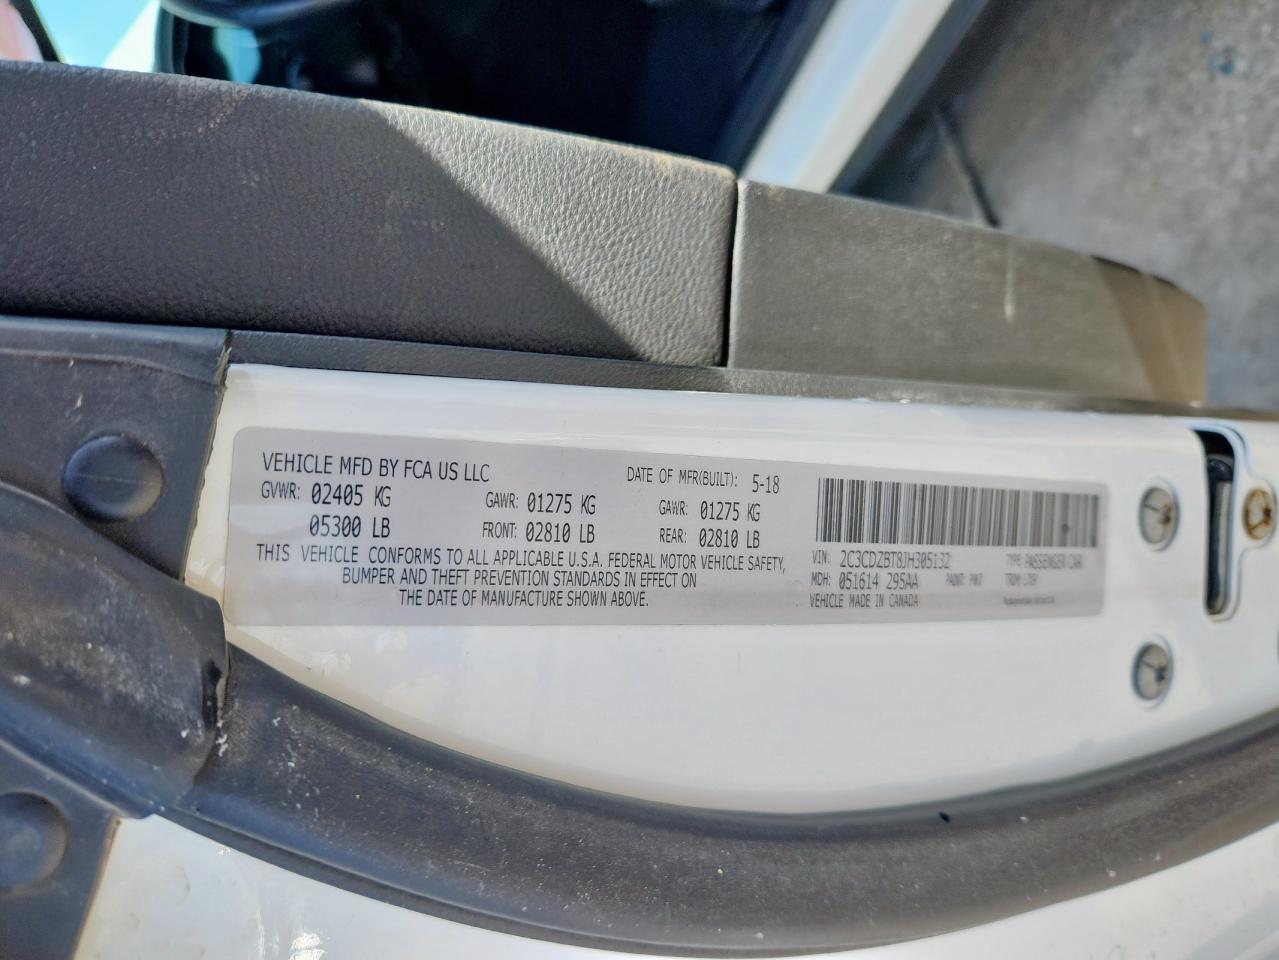 VEHICLE MFD BY FCA US LLC DATE OF MFR(BUILT): 5-18
GVWR: 02405 KG GAWR: 01275 KG GAWR: 01275 KG
05300 LB FRONT: 02810 LB REAR: 02810 LB
THIS VEHICLE CONFORMS TO ALL APPLICABLE U.S.A. FEDERAL MOTOR VEHICLE SAFETY,
BUMPER AND THEFT PREVENTION STANDARDS IN EFFECT ON
THE DATE OF MANUFACTURE SHOWN ABOVE.
VIN: 2C3CDZBT8JH305132 TYPE: PASSENGER CAR
MDH: 051614 295AA PAINT: PW7
VEHICLE MADE IN CANADA